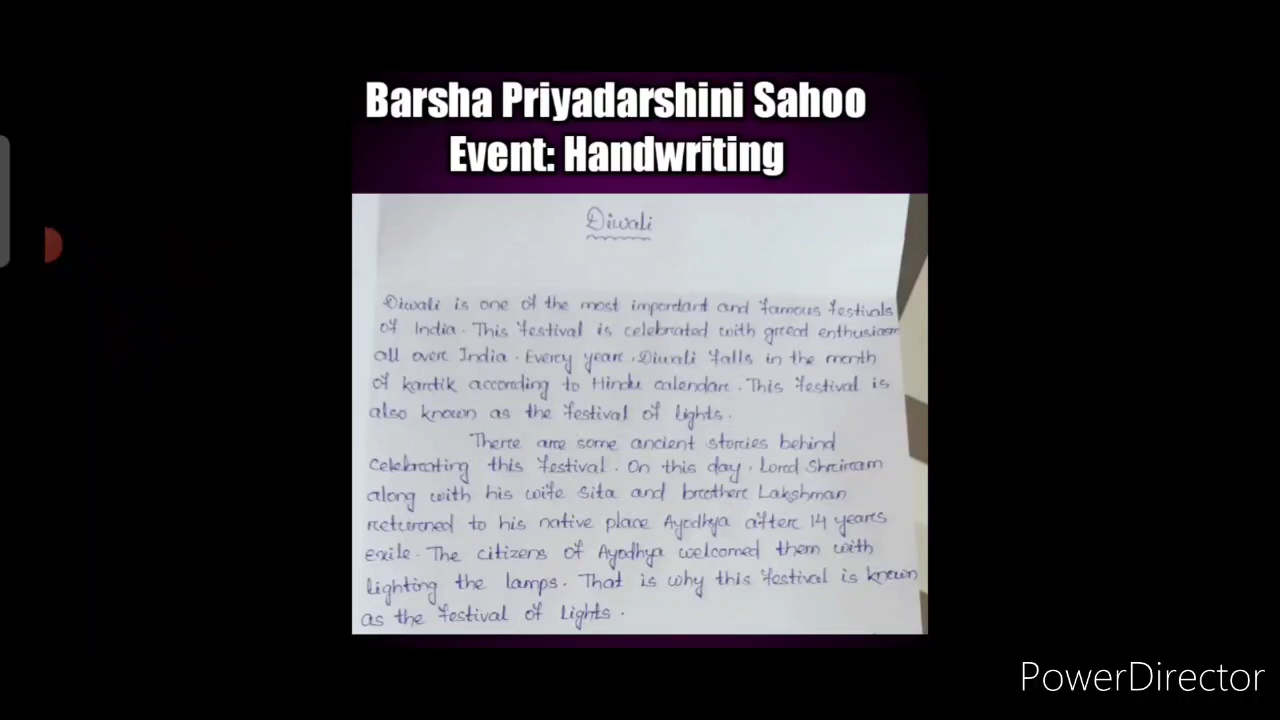 Barsha Priyadarshini Sahoo
Event: Handwriting
Diwali
Diwali is one of the most important and famous festivals
of India. This festival is celebrated with great enthusiasm
all over India. Every year, Diwali falls in the month
of kartik according to Hindu calendar. This festival is
also known as the festival of lights.
There are some ancient stories behind
Celebrating this festival. On this day, Lord Shriram
along with his wife Sita and brother Lakshman
returned to his native place Ayodhya after 14 years
exile. The citizens of Ayodhya welcomed them with
lighting the lamps. That is why this festival is known
as the festival of lights.
PowerDirector